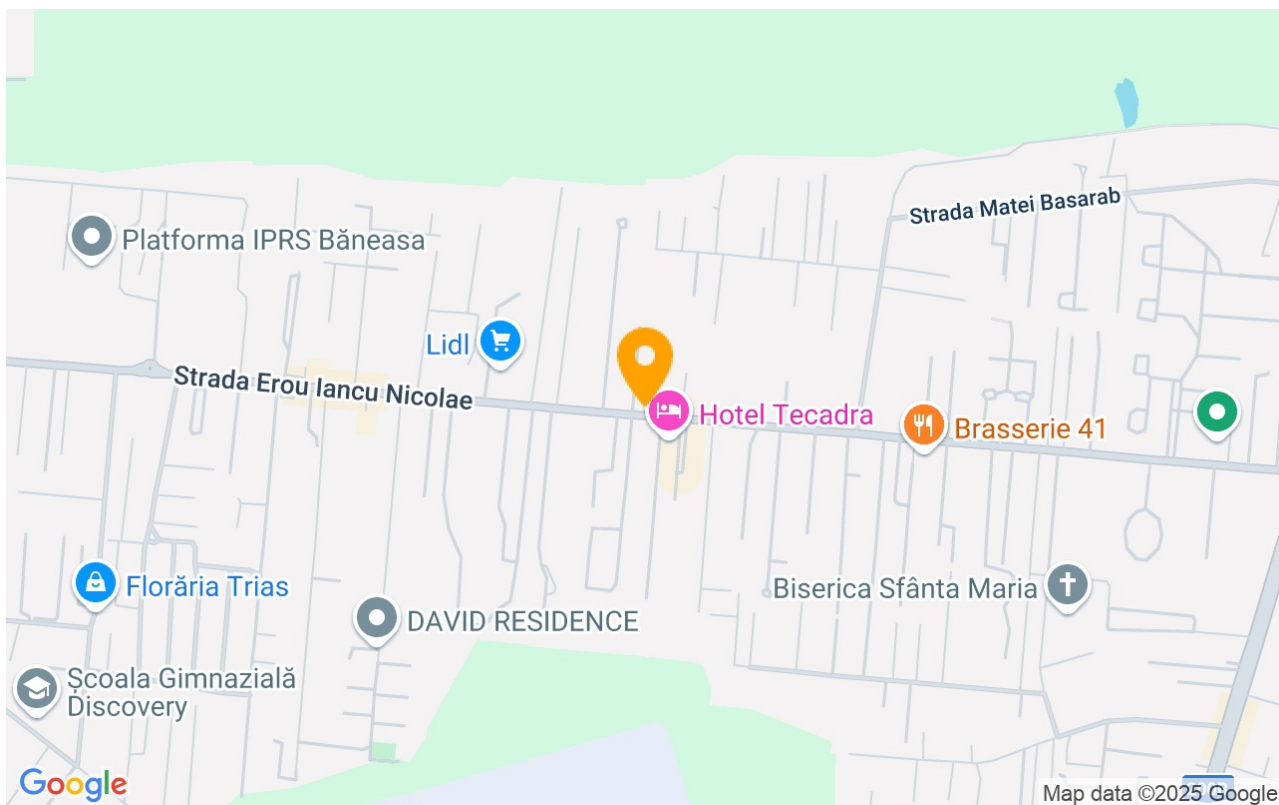 Strada Matei Basarab
Platforma IPRS Băneasa
Lidl
Strada Erou Iancu Nicolae
Hotel Tecadra
Brasserie 41
Florăria Trias
Biserica Sfânta Maria
DAVID RESIDENCE
Școala Gimnazială
Discovery
Google
Map data ©2025 Google